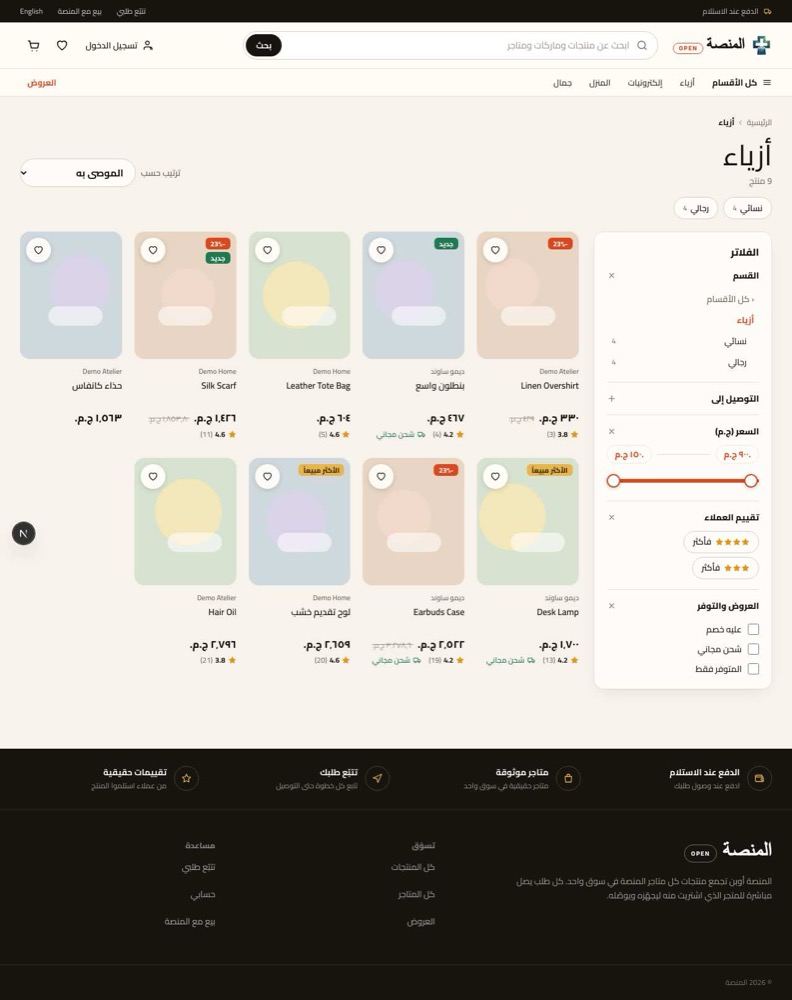 الدفع عند الاستلام
تتبّع طلبي
بيع مع المنصة
English
المنصة OPEN
ابحث عن منتجات وماركات ومتاجر
بحث
تسجيل الدخول
كل الأقسام
أزياء
إلكترونيات
المنزل
جمال
العروض
الرئيسية › أزياء
أزياء
9 منتج
ترتيب حسب
الموصى به
نسائي 4
رجالي 4
الفلاتر
القسم
‹ كل الأقسام
أزياء
نسائي 4
رجالي 4
التوصيل إلى
السعر (ج.م)
تقييم العملاء
فأكثر
فأكثر
العروض والتوفر
عليه خصم
شحن مجاني
المتوفر فقط
-23%
Demo Atelier
Linen Overshirt
٣٣٠ ج.م.
3.8 (3)
جديد
ديمو ساوند
بنطلون واسع
٤٦٧ ج.م.
4.2 (6) شحن مجاني
Demo Home
Leather Tote Bag
٦٠٤ ج.م.
4.6 (5)
-23%
جديد
Demo Home
Silk Scarf
١,٤٢٦ ج.م.
4.6 (11)
Demo Atelier
حذاء كانفاس
١,٥٦٣ ج.م.
الأكثر مبيعاً
ديمو ساوند
Desk Lamp
١,٧٠٠ ج.م.
4.2 (13) شحن مجاني
-23%
ديمو ساوند
Earbuds Case
٢,٥٢٢ ج.م.
4.2 (19) شحن مجاني
الأكثر مبيعاً
Demo Home
لوح تقديم خشب
٢,٦٥٩ ج.م.
4.6 (20)
Demo Atelier
Hair Oil
٢,٧٩٦ ج.م.
3.8 (21)
N
الدفع عند الاستلام
ادفع عند وصول طلبك
متاجر موثوقة
متاجر حقيقية في سوق واحد
تتبّع طلبك
تابع كل خطوة حتى التوصيل
تقييمات حقيقية
من عملاء استلموا المنتج
المنصة OPEN
المنصة أوبن تجمع منتجات كل متاجر المنصة في سوق واحد. كل طلب يصل
مباشرة للمتجر الذي اشتريت منه ليجهّزه ويوصّله.
تسوّق
كل المنتجات
كل المتاجر
العروض
مساعدة
تتبّع طلبي
حسابي
بيع مع المنصة
© 2026 المنصة